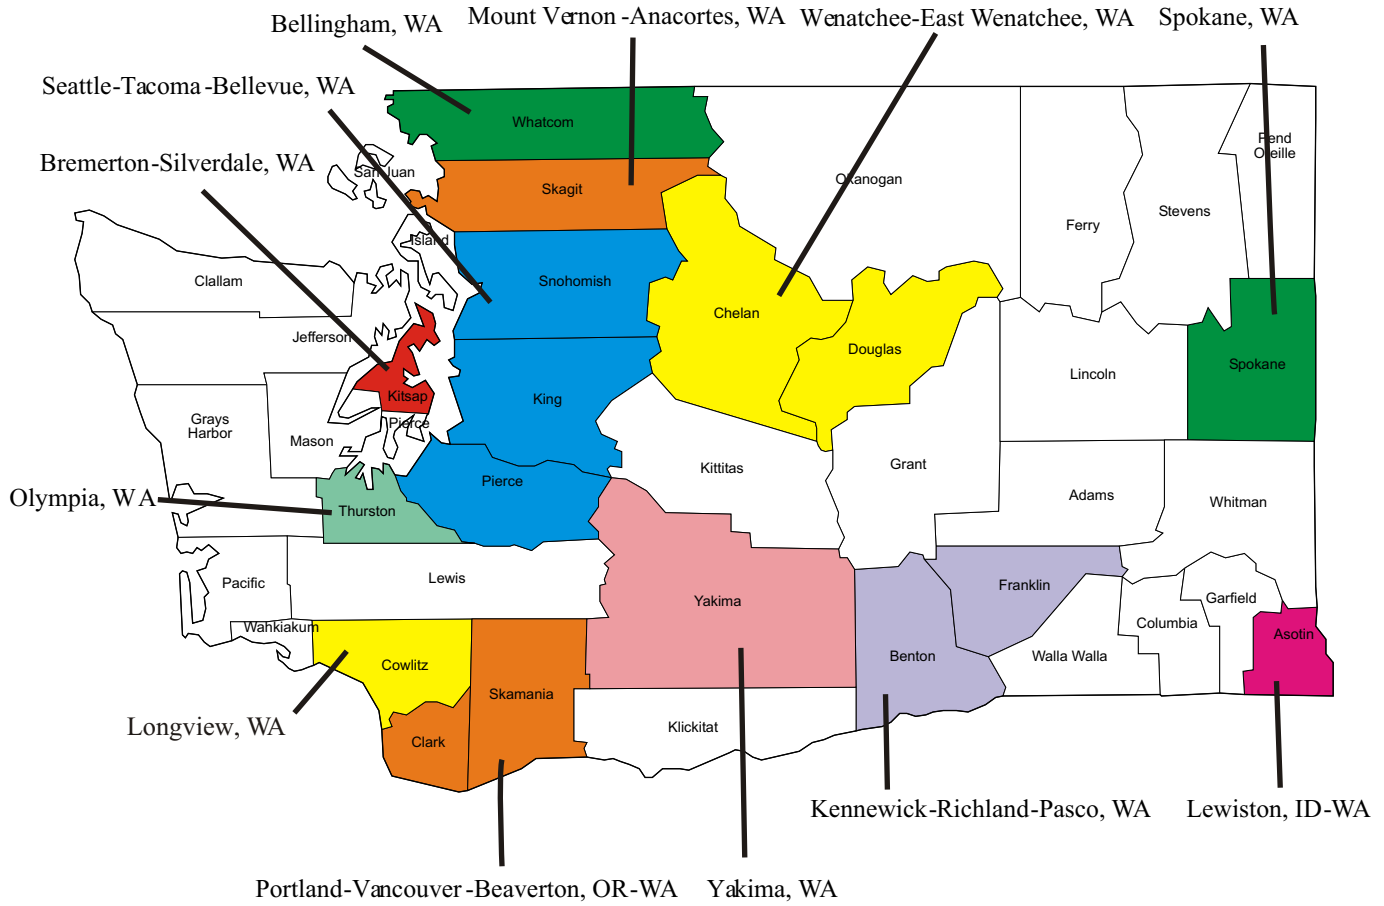 Bellingham, WA
Mount Vernon-Anacortes, WA
Wenatchee-East Wenatchee, WA
Spokane, WA
Seattle-Tacoma-Bellevue, WA
Bremerton-Silverdale, WA
Whatcom
San Juan
Skagit
Okanogan
Pend
Oreille
Ferry
Stevens
Island
Clallam
Snohomish
Chelan
Jefferson
Douglas
Lincoln
Spokane
Kitsap
King
Grays
Harbor
Mason
Pierce
Kittitas
Grant
Pierce
Adams
Whitman
Olympia, WA
Thurston
Pacific
Lewis
Yakima
Franklin
Garfield
Wahkiakum
Columbia
Asotin
Cowlitz
Benton
Walla Walla
Skamania
Longview, WA
Clark
Klickitat
Kennewick-Richland-Pasco, WA
Lewiston, ID-WA
Portland-Vancouver-Beaverton, OR-WA
Yakima, WA